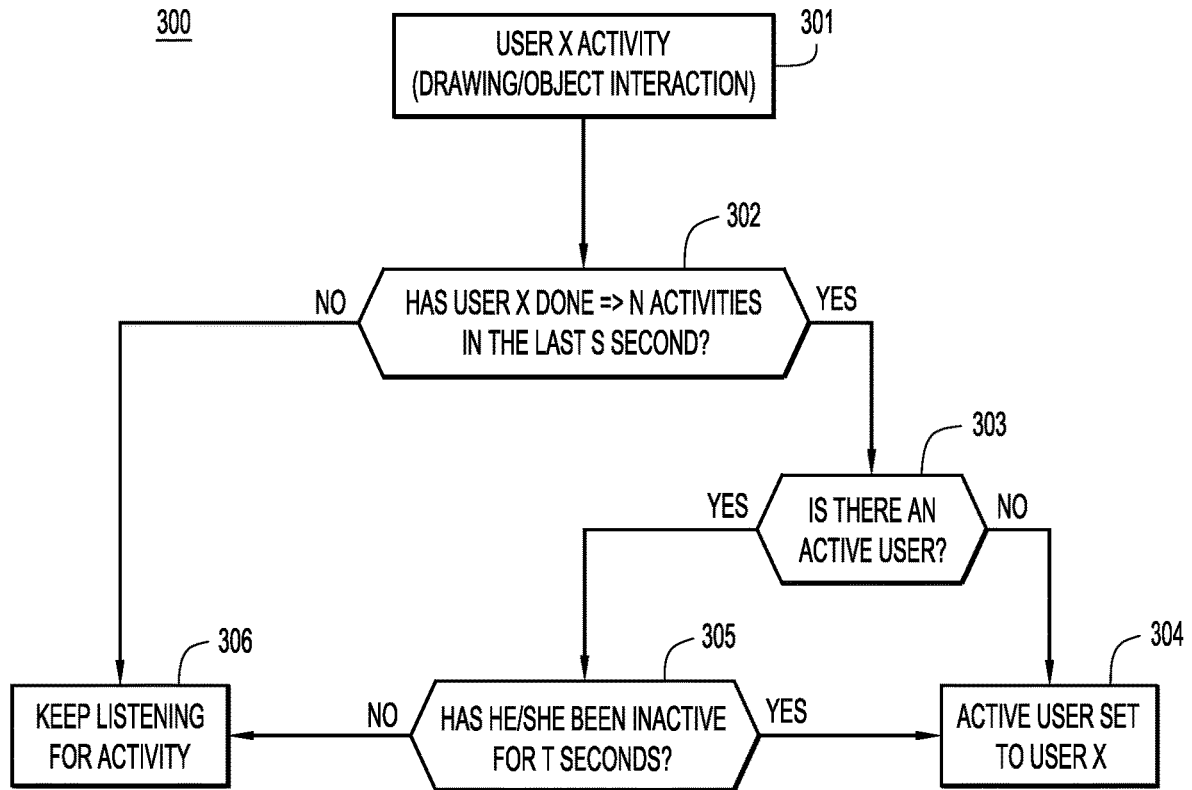 300
301
USER X ACTIVITY
(DRAWING/OBJECT INTERACTION)
302
NO
HAS USER X DONE => N ACTIVITIES
IN THE LAST S SECOND?
YES
303
YES
IS THERE AN
ACTIVE USER?
NO
306
305
304
KEEP LISTENING
FOR ACTIVITY
NO
HAS HE/SHE BEEN INACTIVE
FOR T SECONDS?
YES
ACTIVE USER SET
TO USER X